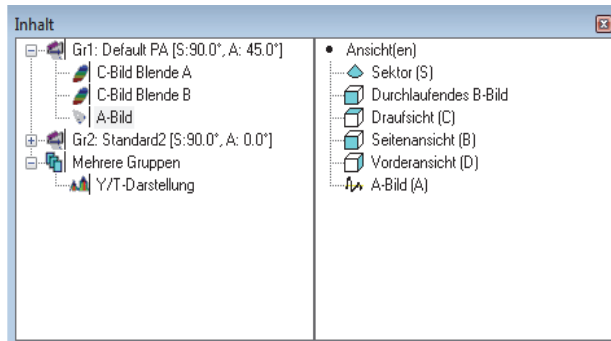 Inhalt
Gr1: Default PA [S:90.0°, A: 45.0°]
C-Bild Blende A
C-Bild Blende B
A-Bild
Gr2: Standard2 [S:90.0°, A: 0.0°]
Mehrere Gruppen
Y/T-Darstellung
Ansicht(en)
Sektor (S)
Durchlaufendes B-Bild
Draufsicht (C)
Seitenansicht (B)
Vorderansicht (D)
A-Bild (A)